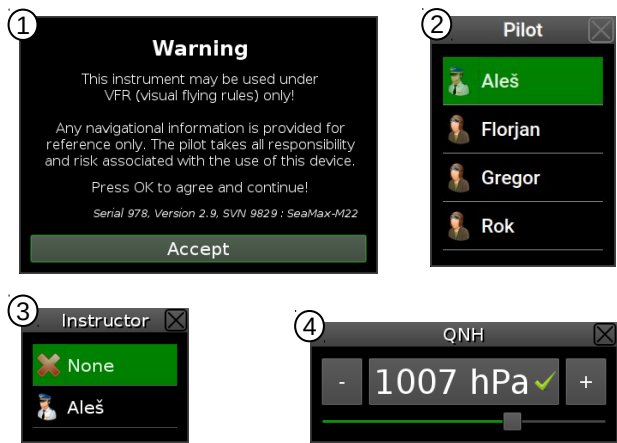 1
Warning
This instrument may be used under
VFR (visual flying rules) only!
Any navigational information is provided for
reference only. The pilot takes all responsibility
and risk associated with the use of this device.
Press OK to agree and continue!
Serial 978, Version 2.9, SVN 9829 : SeaMax-M22
Accept
2
Pilot
Aleš
Florjan
Gregor
Rok
3
Instructor
None
Aleš
4
QNH
- 1007 hPa +